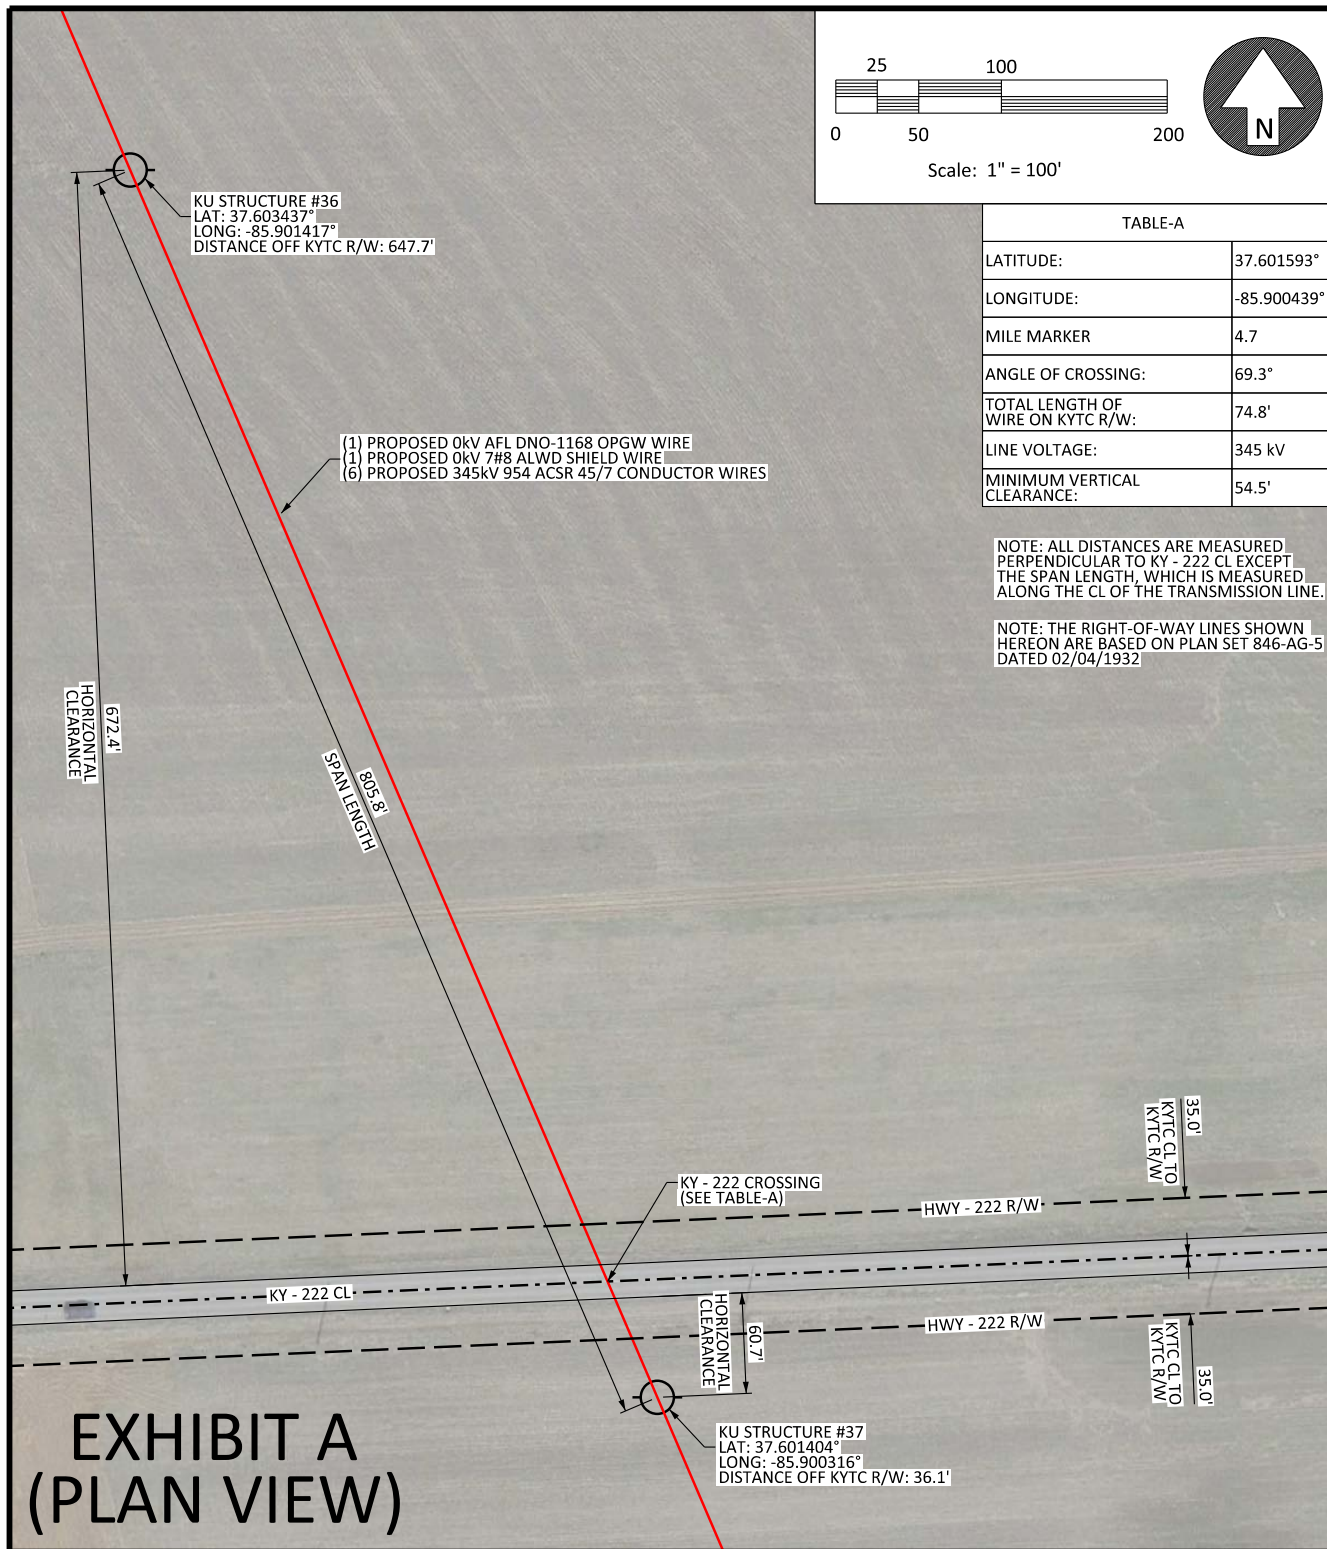 25
100
0
50
200
Scale: 1" = 100'
N
KU STRUCTURE #36
LAT: 37.603437°
LONG: -85.901417°
DISTANCE OFF KYTC R/W: 647.7'
TABLE-A
LATITUDE: 37.601593°
LONGITUDE: -85.900439°
MILE MARKER 4.7
ANGLE OF CROSSING: 69.3°
TOTAL LENGTH OF
WIRE ON KYTC R/W: 74.8'
LINE VOLTAGE: 345 kV
MINIMUM VERTICAL
CLEARANCE: 54.5'
(1) PROPOSED 0kV AFL DNO-1168 OPGW WIRE
(1) PROPOSED 0kV 7#8 ALWD SHIELD WIRE
(6) PROPOSED 345kV 954 ACSR 45/7 CONDUCTOR WIRES
NOTE: ALL DISTANCES ARE MEASURED
PERPENDICULAR TO KY - 222 CL EXCEPT
THE SPAN LENGTH, WHICH IS MEASURED
ALONG THE CL OF THE TRANSMISSION LINE.
NOTE: THE RIGHT-OF-WAY LINES SHOWN
HEREON ARE BASED ON PLAN SET 846-AG-5
DATED 02/04/1932
672.4'
HORIZONTAL
CLEARANCE
805.8'
SPAN LENGTH
35.0'
KYTC CL TO
KYTC R/W
KY - 222 CROSSING
(SEE TABLE-A)
HWY - 222 R/W
KY - 222 CL
HWY - 222 R/W
60.7'
HORIZONTAL
CLEARANCE
35.0'
KYTC CL TO
KYTC R/W
KU STRUCTURE #37
LAT: 37.601404°
LONG: -85.900316°
DISTANCE OFF KYTC R/W: 36.1'
EXHIBIT A
(PLAN VIEW)